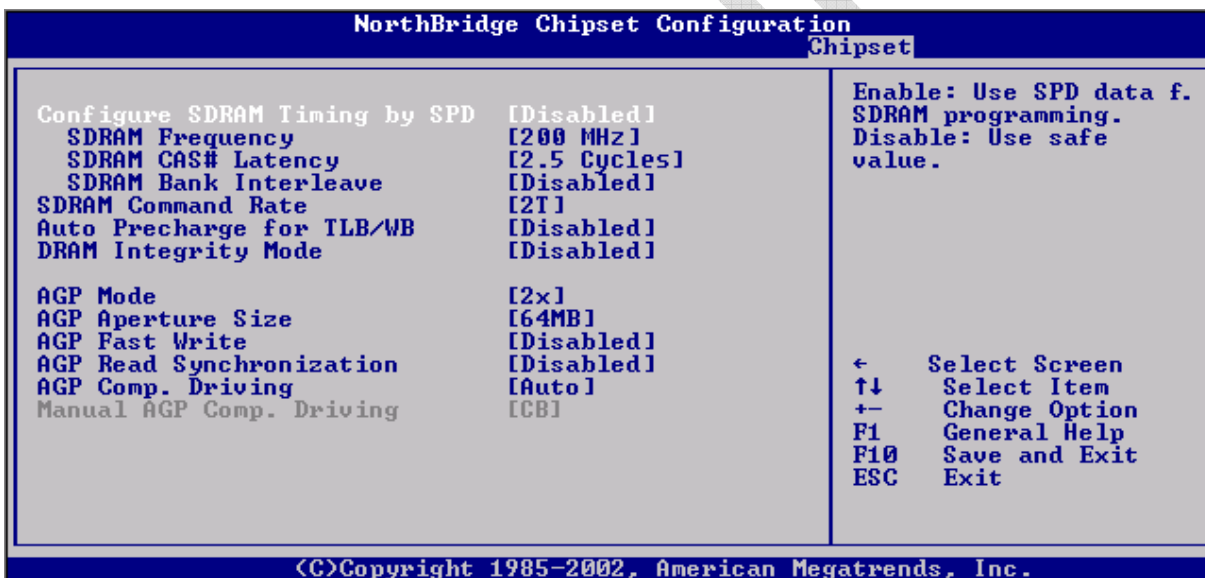 NorthBridge Chipset Configuration
Chipset
Configure SDRAM Timing by SPD [Disabled]
SDRAM Frequency [200 MHz]
SDRAM CAS# Latency [2.5 Cycles]
SDRAM Bank Interleave [Disabled]
SDRAM Command Rate [2T]
Auto Precharge for TLB/WB [Disabled]
DRAM Integrity Mode [Disabled]
AGP Mode [2x]
AGP Aperture Size [64MB]
AGP Fast Write [Disabled]
AGP Read Synchronization [Disabled]
AGP Comp. Driving [Auto]
Manual AGP Comp. Driving [CB]
Enable: Use SPD data f.
SDRAM programming.
Disable: Use safe
value.
← Select Screen
↑↓ Select Item
+- Change Option
F1 General Help
F10 Save and Exit
ESC Exit
(C)Copyright 1985-2002, American Megatrends, Inc.